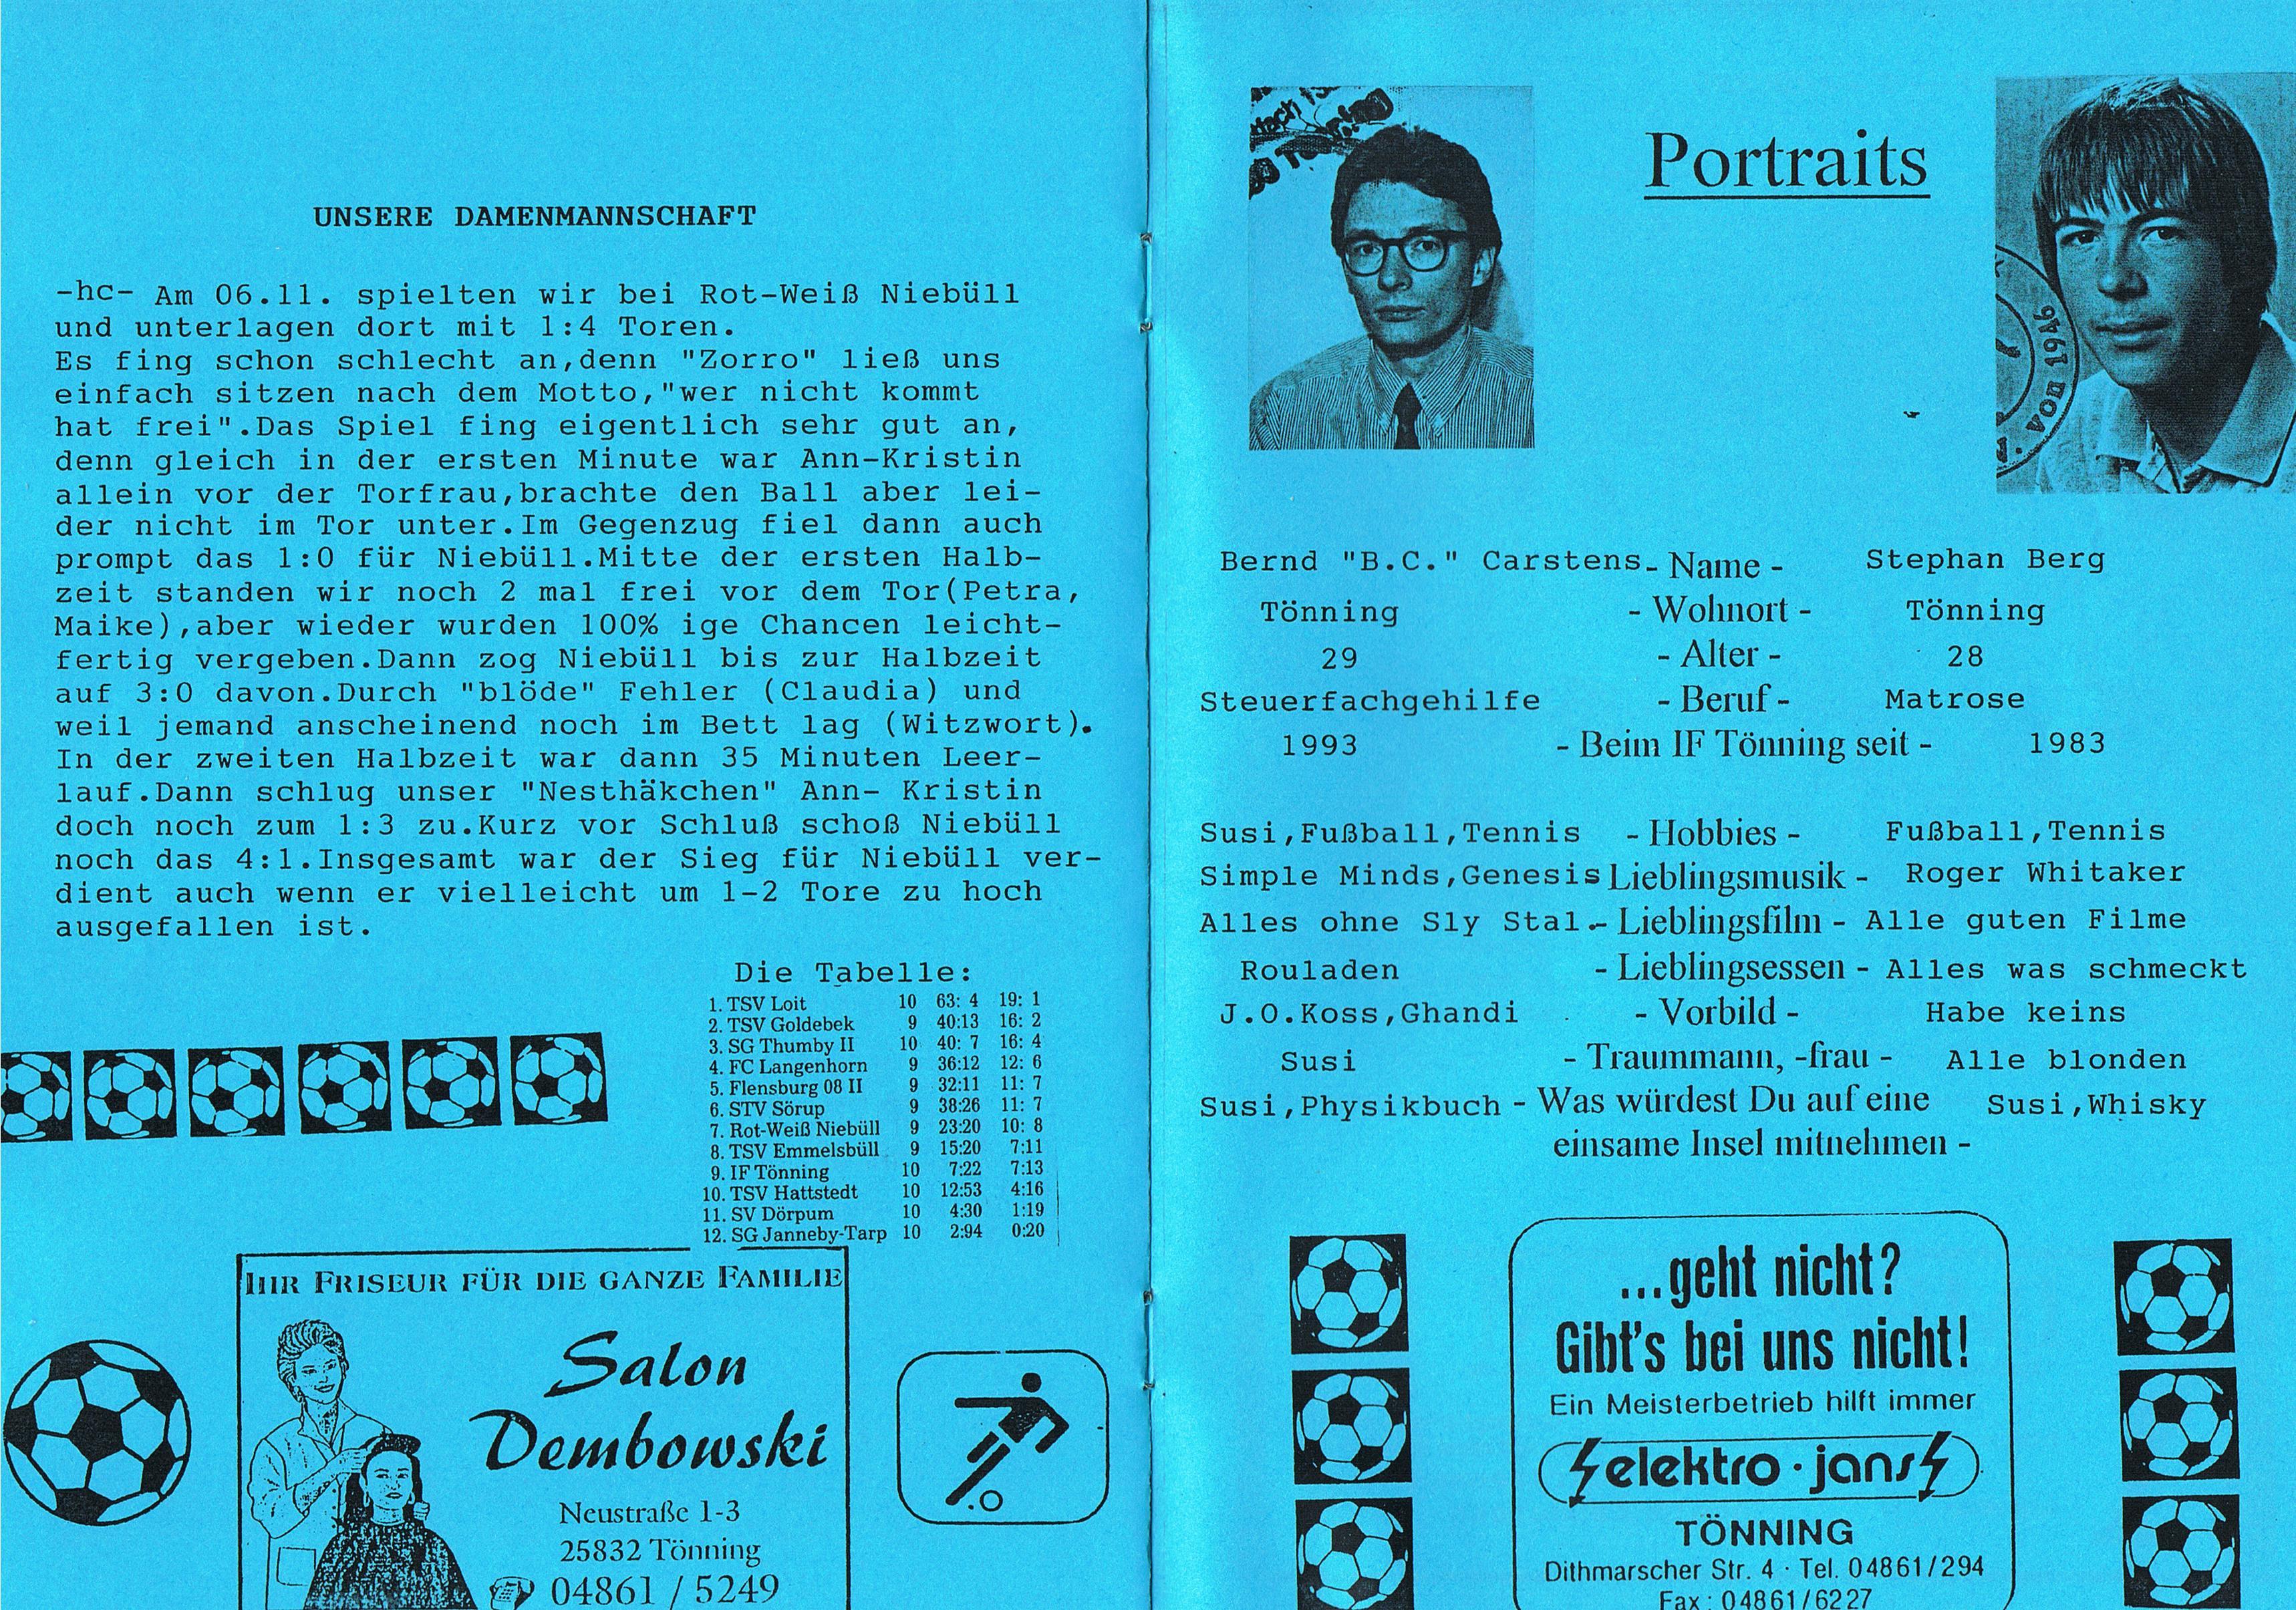 UNSERE DAMENMANNSCHAFT
-hc- Am 06.11. spielten wir bei Rot-Weiß Niebüll
und unterlagen dort mit 1:4 Toren.
Es fing schon schlecht an,denn "Zorro" ließ uns
einfach sitzen nach dem Motto,"wer nicht kommt
hat frei".Das Spiel fing eigentlich sehr gut an,
denn gleich in der ersten Minute war Ann-Kristin
allein vor der Torfrau,brachte den Ball aber lei-
der nicht im Tor unter.Im Gegenzug fiel dann auch
prompt das 1:0 für Niebüll.Mitte der ersten Halb-
zeit standen wir noch 2 mal frei vor dem Tor(Petra,
Maike),aber wieder wurden 100% ige Chancen leicht-
fertig vergeben.Dann zog Niebüll bis zur Halbzeit
auf 3:0 davon.Durch "blöde" Fehler (Claudia) und
weil jemand anscheinend noch im Bett lag (Witzwort).
In der zweiten Halbzeit war dann 35 Minuten Leer-
lauf.Dann schlug unser "Nesthäkchen" Ann- Kristin
doch noch zum 1:3 zu.Kurz vor Schluß schoß Niebüll
noch das 4:1.Insgesamt war der Sieg für Niebüll ver-
dient auch wenn er vielleicht um 1-2 Tore zu hoch
ausgefallen ist.
Die Tabelle:
1. TSV Loit 10 63: 4 19: 1
2. TSV Goldebek 9 40:13 16: 2
3. SG Thumby II 10 40: 7 16: 4
4. FC Langenhorn 9 36:12 12: 6
5. Flensburg 08 II 9 32:11 11: 7
6. STV Sörup 9 38:26 11: 7
7. Rot-Weiß Niebüll 9 23:20 10: 8
8. TSV Emmelsbüll 9 15:20 7:11
9. IF Tönning 10 7:22 7:13
10. TSV Hattstedt 10 12:53 4:16
11. SV Dörpum 10 4:30 1:19
12. SG Janneby-Tarp 10 2:94 0:20
IHR FRISEUR FÜR DIE GANZE FAMILIE
Salon
Dembowski
Neustraße 1-3
25832 Tönning
04861 / 5249
Portraits
von 1946
Bernd "B.C." Carstens - Name - Stephan Berg
Tönning - Wohnort - Tönning
29 - Alter - 28
Steuerfachgehilfe - Beruf - Matrose
1993 - Beim IF Tönning seit - 1983
Susi,Fußball,Tennis - Hobbies - Fußball,Tennis
Simple Minds,Genesis Lieblingsmusik - Roger Whitaker
Alles ohne Sly Stal.- Lieblingsfilm - Alle guten Filme
Rouladen - Lieblingsessen - Alles was schmeckt
J.O.Koss,Ghandi - Vorbild - Habe keins
Susi - Traummann, -frau - Alle blonden
Susi,Physikbuch - Was würdest Du auf eine Susi,Whisky
einsame Insel mitnehmen -
...geht nicht?
Gibt's bei uns nicht!
Ein Meisterbetrieb hilft immer
elektro · jans
TÖNNING
Dithmarscher Str. 4 · Tel. 04861/294
Fax: 04861/6227